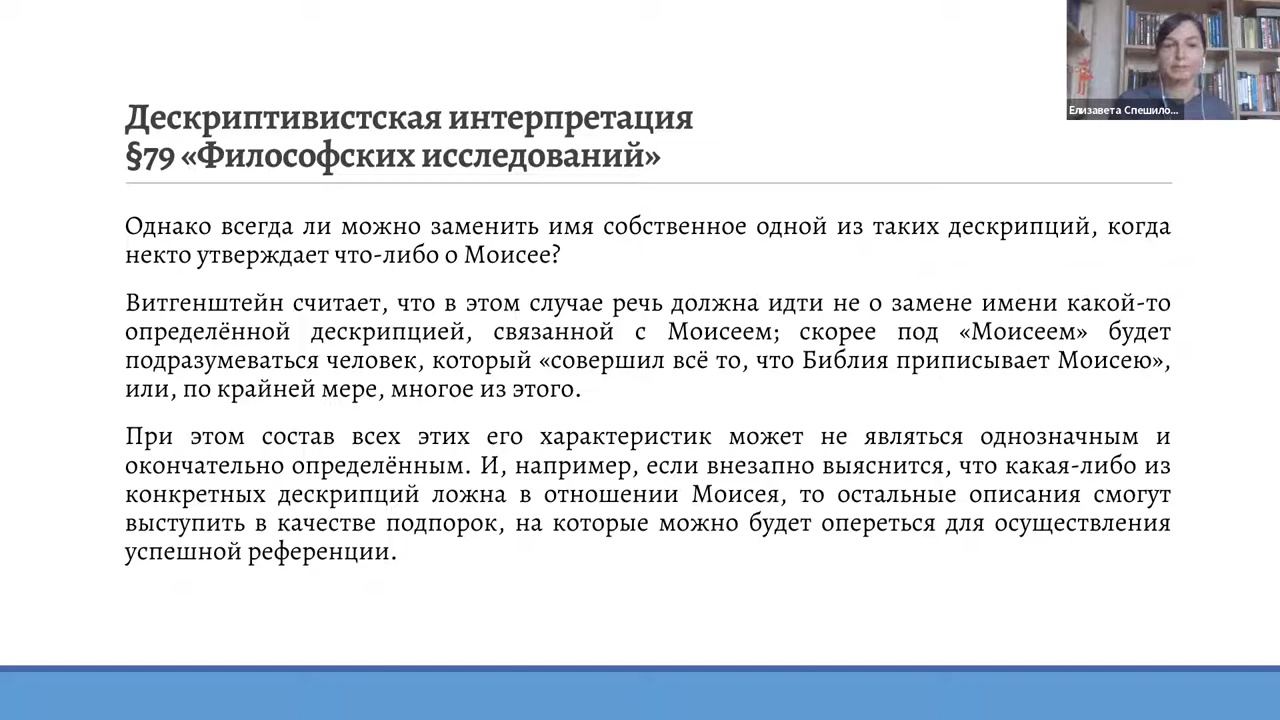 Елизавета Спешило...
Дескриптивистская интерпретация
§79 «Философских исследований»
Однако всегда ли можно заменить имя собственное одной из таких дескрипций, когда
некто утверждает что-либо о Моисее?
Витгенштейн считает, что в этом случае речь должна идти не о замене имени какой-то
определённой дескрипцией, связанной с Моисеем; скорее под «Моисеем» будет
подразумеваться человек, который «совершил всё то, что Библия приписывает Моисею»,
или, по крайней мере, многое из этого.
При этом состав всех этих его характеристик может не являться однозначным и
окончательно определённым. И, например, если внезапно выяснится, что какая-либо из
конкретных дескрипций ложна в отношении Моисея, то остальные описания смогут
выступить в качестве подпорок, на которые можно будет опереться для осуществления
успешной референции.